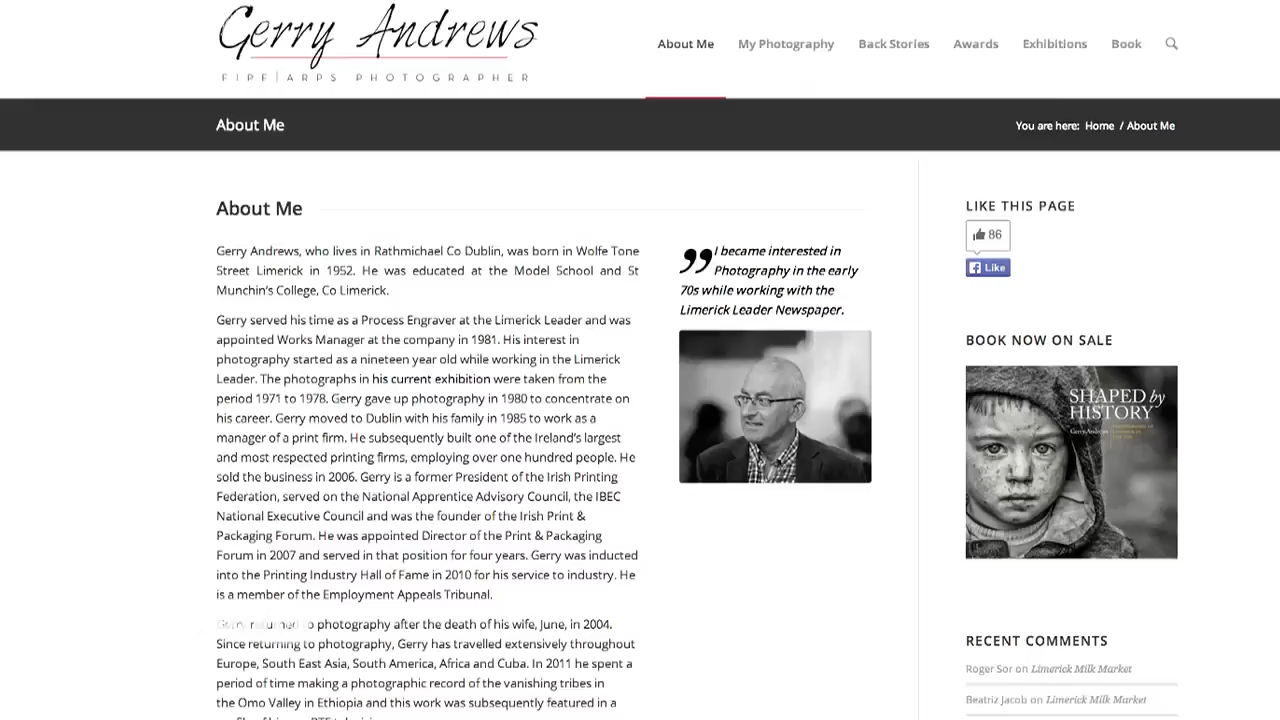 Gerry Andrews
FIPF|ARPS PHOTOGRAPHER
About Me My Photography Back Stories Awards Exhibitions Book
About Me
You are here: Home / About Me
About Me
Gerry Andrews, who lives in Rathmichael Co Dublin, was born in Wolfe Tone
Street Limerick in 1952. He was educated at the Model School and St
Munchin's College, Co Limerick.
Gerry served his time as a Process Engraver at the Limerick Leader and was
appointed Works Manager at the company in 1981. His interest in
photography started as a nineteen year old while working in the Limerick
Leader. The photographs in his current exhibition were taken from the
period 1971 to 1978. Gerry gave up photography in 1980 to concentrate on
his career. Gerry moved to Dublin with his family in 1985 to work as a
manager of a print firm. He subsequently built one of the Ireland's largest
and most respected printing firms, employing over one hundred people. He
sold the business in 2006. Gerry is a former President of the Irish Printing
Federation, served on the National Apprentice Advisory Council, the IBEC
National Executive Council and was the founder of the Irish Print &
Packaging Forum. He was appointed Director of the Print & Packaging
Forum in 2007 and served in that position for four years. Gerry was inducted
into the Printing Industry Hall of Fame in 2010 for his service to industry. He
is a member of the Employment Appeals Tribunal.
Gerry returned to photography after the death of his wife, June, in 2004.
Since returning to photography, Gerry has travelled extensively throughout
Europe, South East Asia, South America, Africa and Cuba. In 2011 he spent a
period of time making a photographic record of the vanishing tribes in
the Omo Valley in Ethiopia and this work was subsequently featured in a
” I became interested in
Photography in the early
70s while working with the
Limerick Leader Newspaper.
LIKE THIS PAGE
86
Like
BOOK NOW ON SALE
SHAPED by
HISTORY
Gerry Andrews
RECENT COMMENTS
Roger Sor on Limerick Milk Market
Beatriz Jacob on Limerick Milk Market